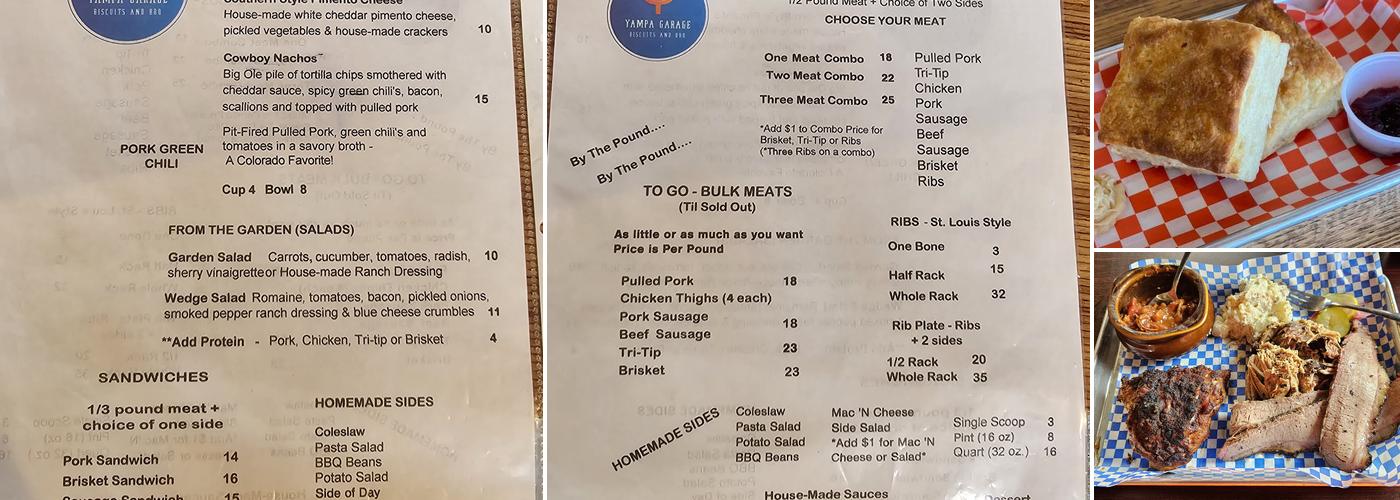 YAMPA GARAGE
BISCUITS AND BBQ
Southern Style Pimento Cheese
House-made white cheddar pimento cheese,
pickled vegetables & house-made crackers 10
Cowboy Nachos
Big Ole pile of tortilla chips smothered with
cheddar sauce, spicy green chili's, bacon,
scallions and topped with pulled pork 15
PORK GREEN
CHILI
Pit-Fired Pulled Pork, green chili's and
tomatoes in a savory broth -
A Colorado Favorite!
Cup 4 Bowl 8
FROM THE GARDEN (SALADS)
Garden Salad Carrots, cucumber, tomatoes, radish, 10
sherry vinaigrette or House-made Ranch Dressing
Wedge Salad Romaine, tomatoes, bacon, pickled onions,
smoked pepper ranch dressing & blue cheese crumbles 11
**Add Protein - Pork, Chicken, Tri-tip or Brisket 4
SANDWICHES
1/3 pound meat +
choice of one side
Pork Sandwich 14
Brisket Sandwich 16
Sausage Sandwich 15
HOMEMADE SIDES
Coleslaw
Pasta Salad
BBQ Beans
Potato Salad
Side of Day
YAMPA GARAGE
BISCUITS AND BBQ
1/2 Pound Meat + Choice of Two Sides
CHOOSE YOUR MEAT
One Meat Combo 18
Two Meat Combo 22
Three Meat Combo 25
*Add $1 to Combo Price for
Brisket, Tri-Tip or Ribs
(*Three Ribs on a combo)
Pulled Pork
Tri-Tip
Chicken
Pork
Sausage
Beef
Sausage
Brisket
Ribs
By The Pound....
By The Pound....
TO GO - BULK MEATS
(Til Sold Out)
As little or as much as you want
Price is Per Pound
Pulled Pork 18
Chicken Thighs (4 each)
Pork Sausage
Beef Sausage 18
Tri-Tip 23
Brisket 23
RIBS - St. Louis Style
One Bone 3
Half Rack 15
Whole Rack 32
Rib Plate - Ribs
+ 2 sides
1/2 Rack 20
Whole Rack 35
HOMEMADE SIDES
Coleslaw
Pasta Salad
Potato Salad
BBQ Beans
Mac 'N Cheese
Side Salad
*Add $1 for Mac 'N
Cheese or Salad*
Single Scoop 3
Pint (16 oz) 8
Quart (32 oz.) 16
House-Made Sauces
Dessert